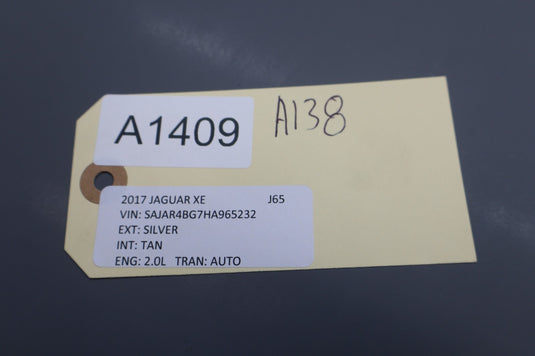 A1409
A138
2017 JAGUAR XE J65
VIN: SAJAR4BG7HA965232
EXT: SILVER
INT: TAN
ENG: 2.0L TRAN: AUTO